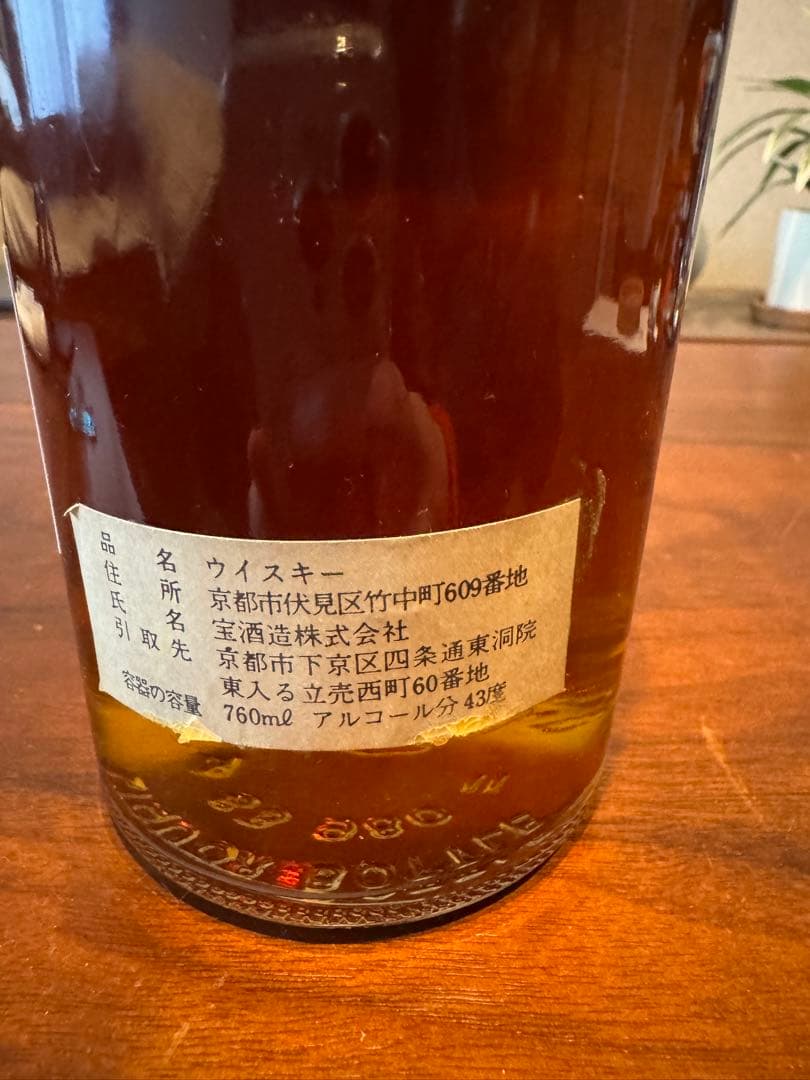 品名 ウイスキー
住所 京都市伏見区竹中町609番地
氏名 宝酒造株式会社
引取先 京都市下京区四条通東洞院
東入る立売西町60番地
容器の容量 760ml アルコール分43度